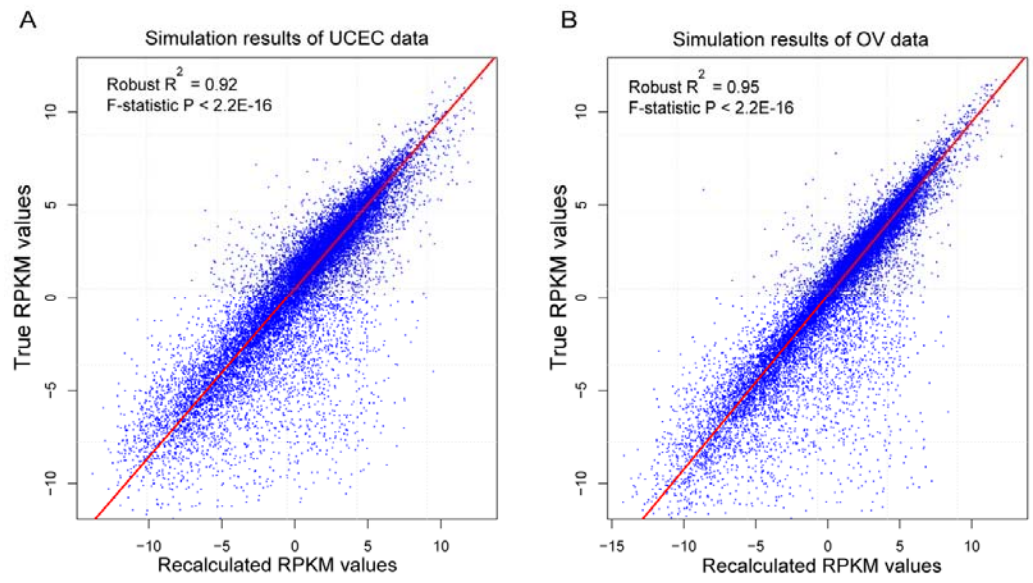 A
Simulation results of UCEC data
Robust R² = 0.92
F-statistic P < 2.2E-16
True RPKM values
10
5
0
−5
−10
−10
−5
0
5
10
Recalculated RPKM values
B
Simulation results of OV data
Robust R² = 0.95
F-statistic P < 2.2E-16
True RPKM values
10
5
0
−5
−10
−15
−10
−5
0
5
10
Recalculated RPKM values